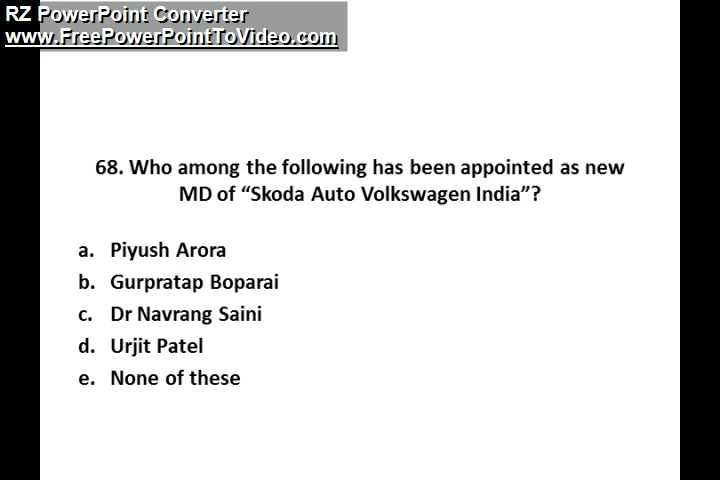 RZ PowerPoint Converter
www.FreePowerPointToVideo.com
68. Who among the following has been appointed as new
MD of “Skoda Auto Volkswagen India”?
a. Piyush Arora
b. Gurpratap Boparai
c. Dr Navrang Saini
d. Urjit Patel
e. None of these